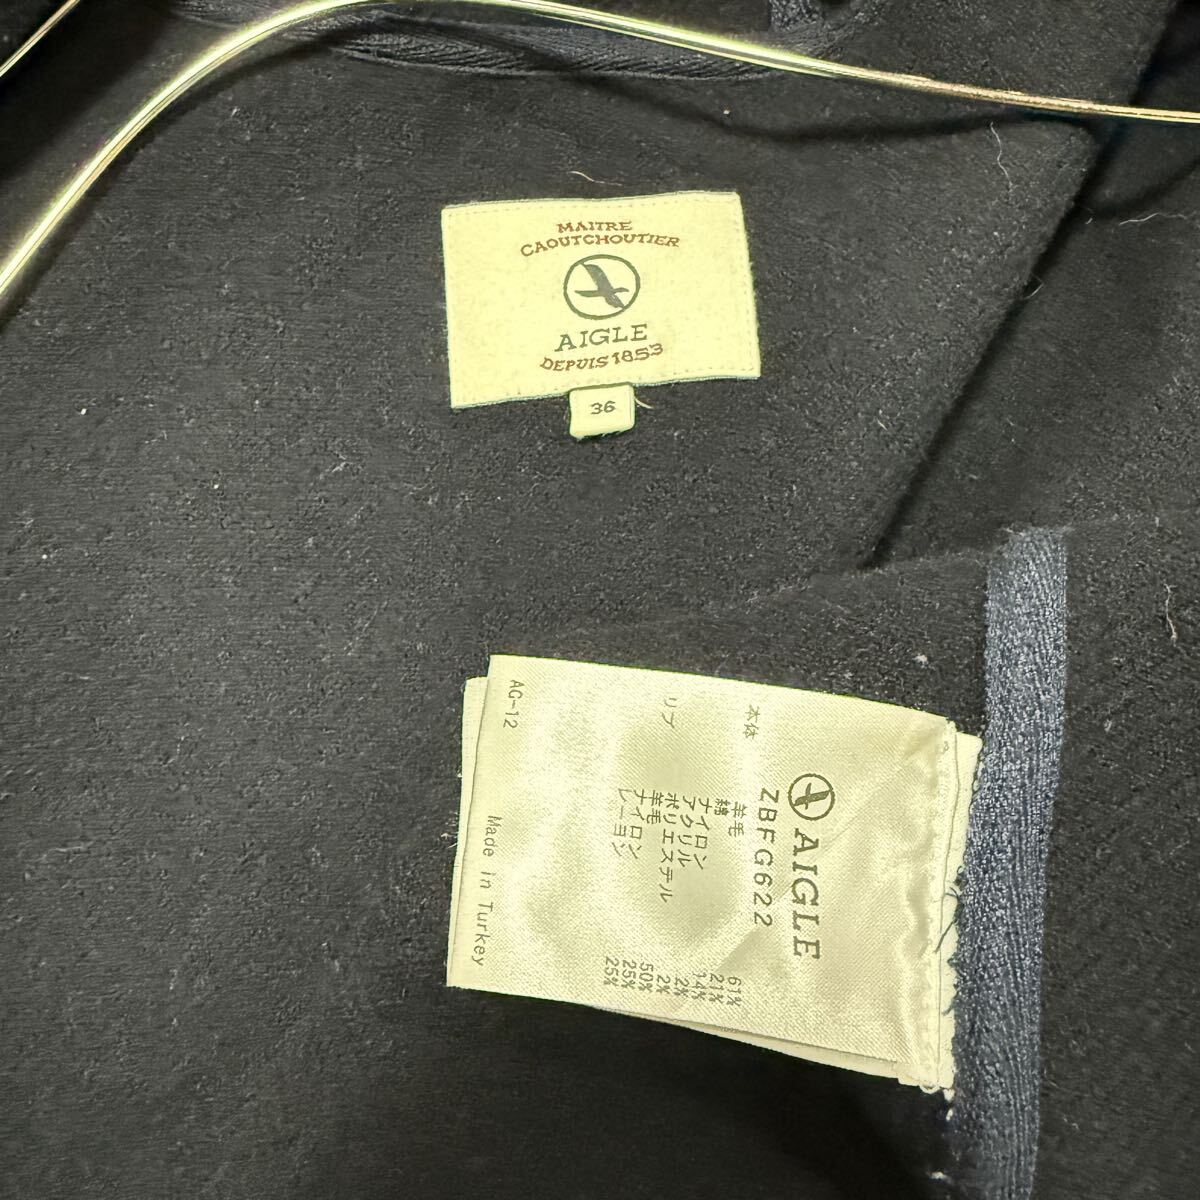 MAITRE
CAOUTCHOUTIER
AIGLE
DEPUIS 1853
36
AIGLE
ZBFG622
本体
羊毛 61%
綿 21%
ナイロン 14%
アクリル 2%
ポリエステル 2%
リブ
羊毛 50%
ナイロン 25%
レーヨン 25%
Made in Turkey
AG-12